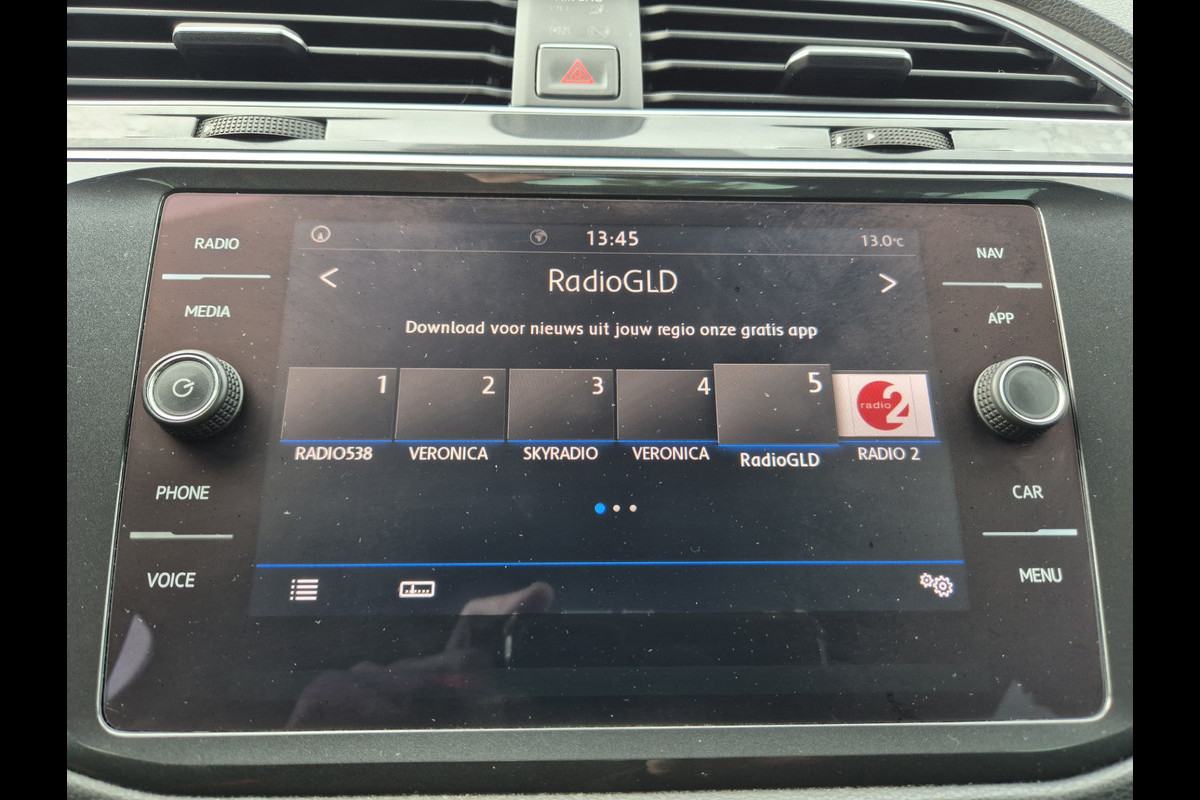 RADIO
MEDIA
PHONE
VOICE
13:45
13.0°C
< RadioGLD >
Download voor nieuws uit jouw regio onze gratis app
1 2 3 4 5
radio 2
RADIO538 VERONICA SKYRADIO VERONICA RadioGLD RADIO 2
NAV
APP
CAR
MENU